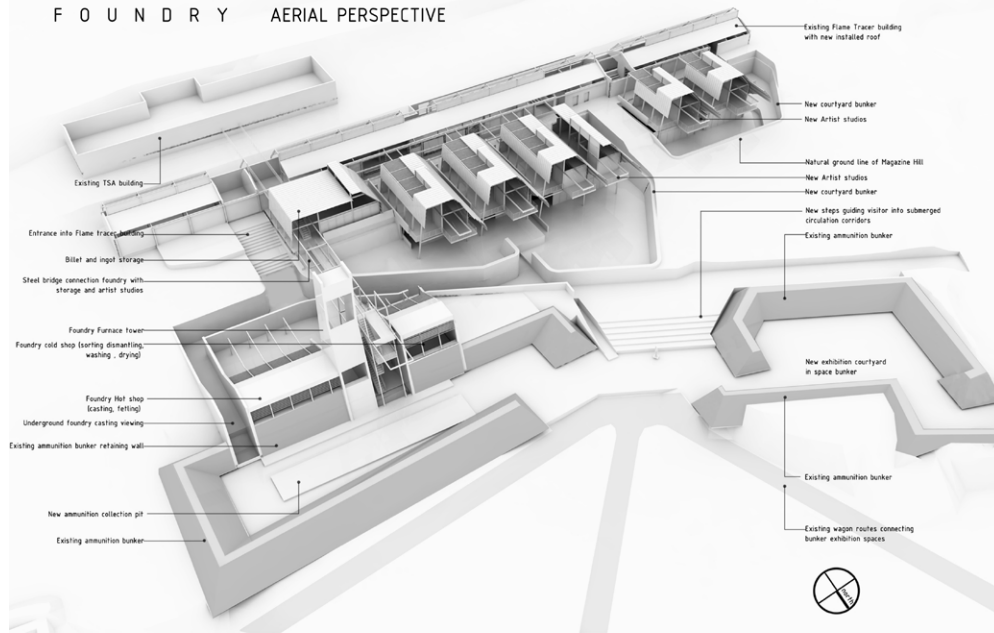 FOUNDRY AERIAL PERSPECTIVE
Existing Flame Tracer building
with new installed roof
New courtyard bunker
New Artist studios
Natural ground line of Magazine Hill
New Artist studios
New courtyard bunker
New steps guiding visitor into submerged
circulation corridors
Existing ammunition bunker
New exhibition courtyard
in space bunker
Existing ammunition bunker
Existing wagon routes connecting
bunker exhibition spaces
Existing TSA building
Entrance into Flame tracer building
Billet and ingot storage
Steel bridge connection foundry with
storage and artist studios
Foundry Furnace tower
Foundry cold shop (sorting dismantling,
washing , drying)
Foundry Hot shop
(casting, fetling)
Underground foundry casting viewing
Existing ammunition bunker retaining wall
New ammunition collection pit
Existing ammunition bunker
north